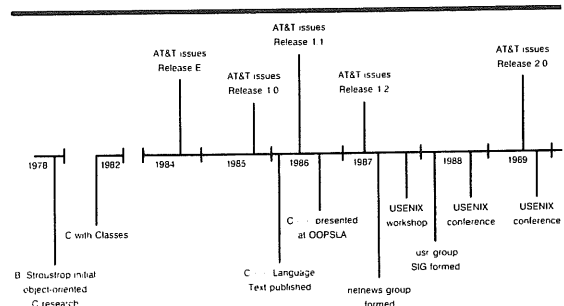 AT&T issues
Release 1.1
AT&T issues
Release E
AT&T issues
Release 1.0
AT&T issues
Release 1.2
AT&T issues
Release 2.0
1978
1982
1984
1985
1986
1987
1988
1989
C with Classes
B. Stroustrop initial
object-oriented
C research
C presented
at OOPSLA
C Language
Text published
USENIX
workshop
netnews group
formed
usr group
SIG formed
USENIX
conference
USENIX
conference